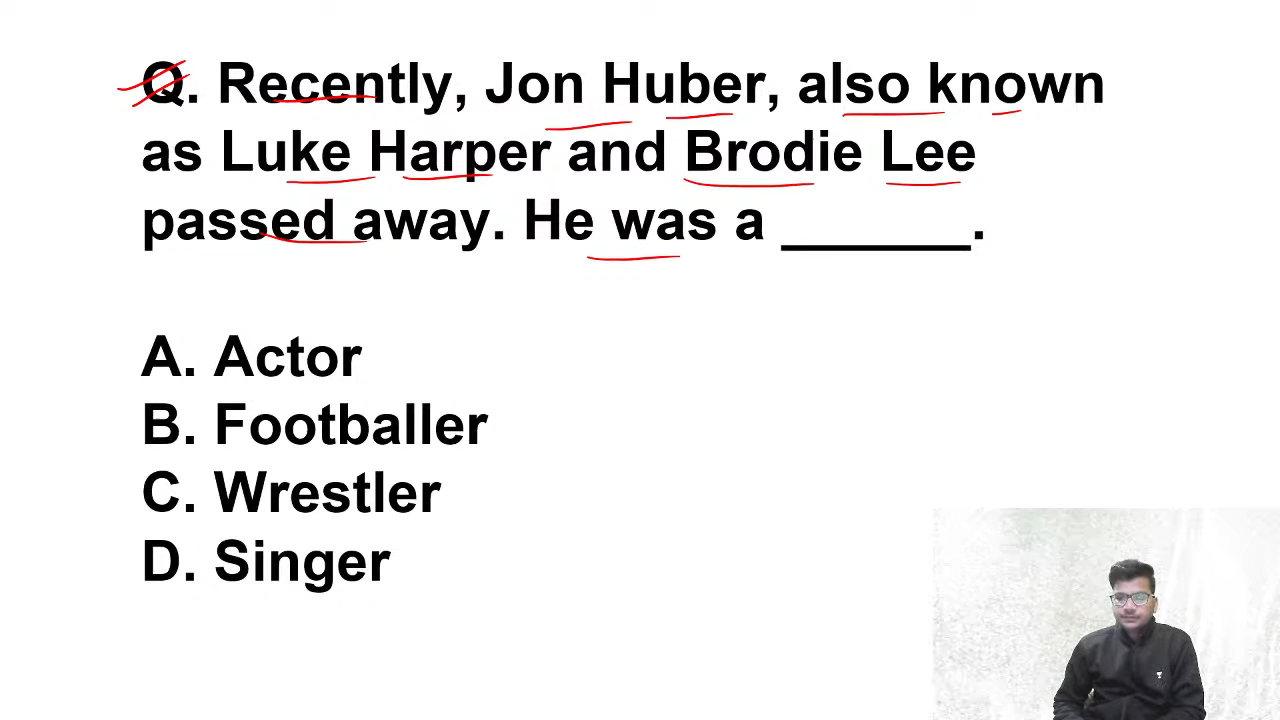 Q. Recently, Jon Huber, also known
as Luke Harper and Brodie Lee
passed away. He was a ______.
A. Actor
B. Footballer
C. Wrestler
D. Singer